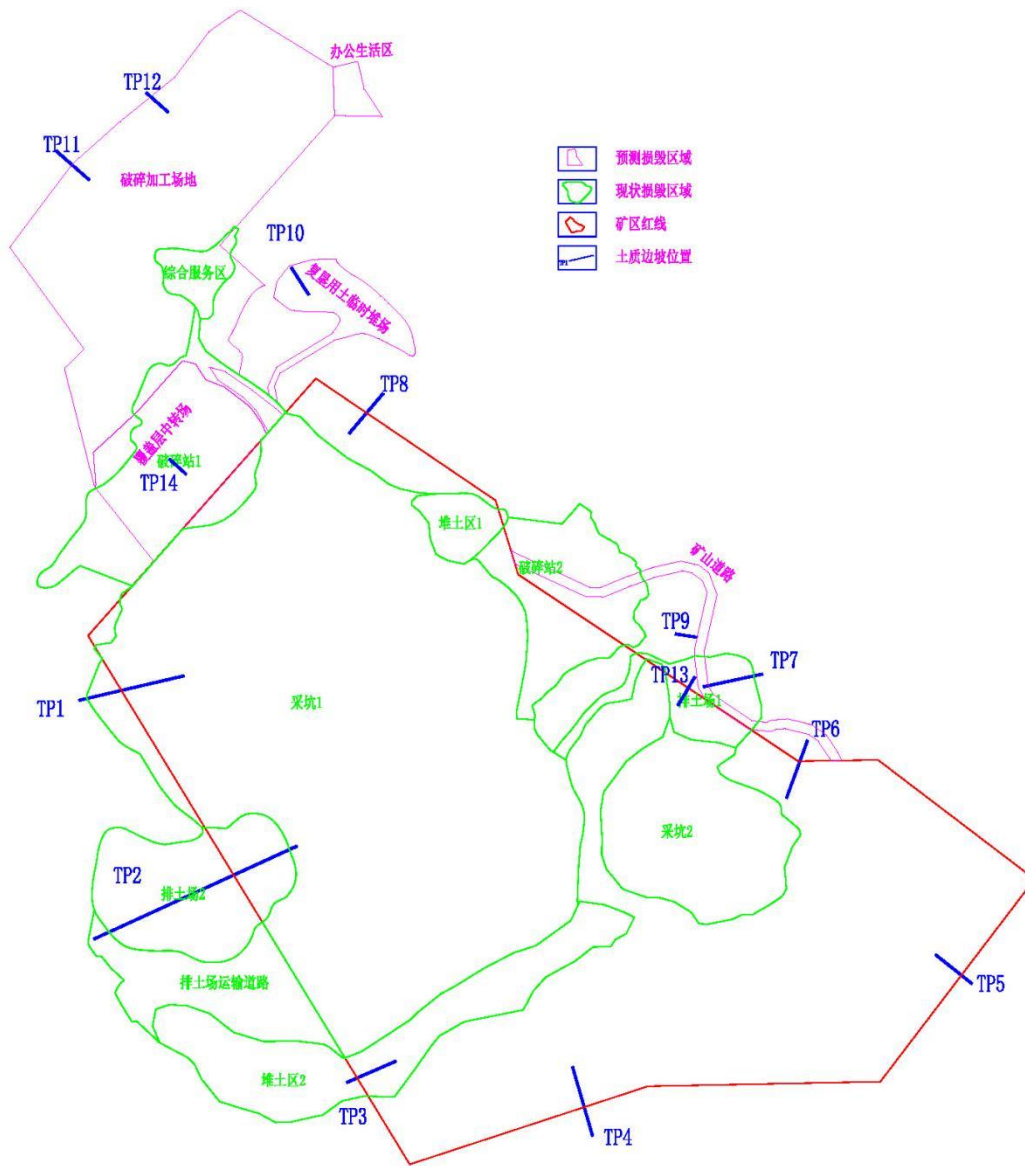 办公生活区
TP12
TP11
破碎加工场地
预测损毁区域
现状损毁区域
矿区红线
TP1
土质边坡位置
TP10
综合服务区
复垦用土临时堆场
TP8
覆盖层中转场
破碎站1
TP14
堆土区1
破碎站2
矿山道路
TP9
TP13
TP7
排土场1
TP1
采坑1
TP6
采坑2
TP2
排土场2
排土场运输道路
TP5
堆土区2
TP3
TP4